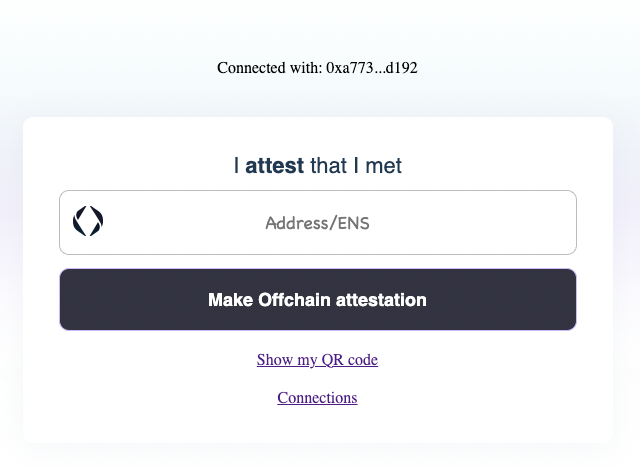 Connected with: 0xa773...d192
I attest that I met
Address/ENS
Make Offchain attestation
Show my QR code
Connections